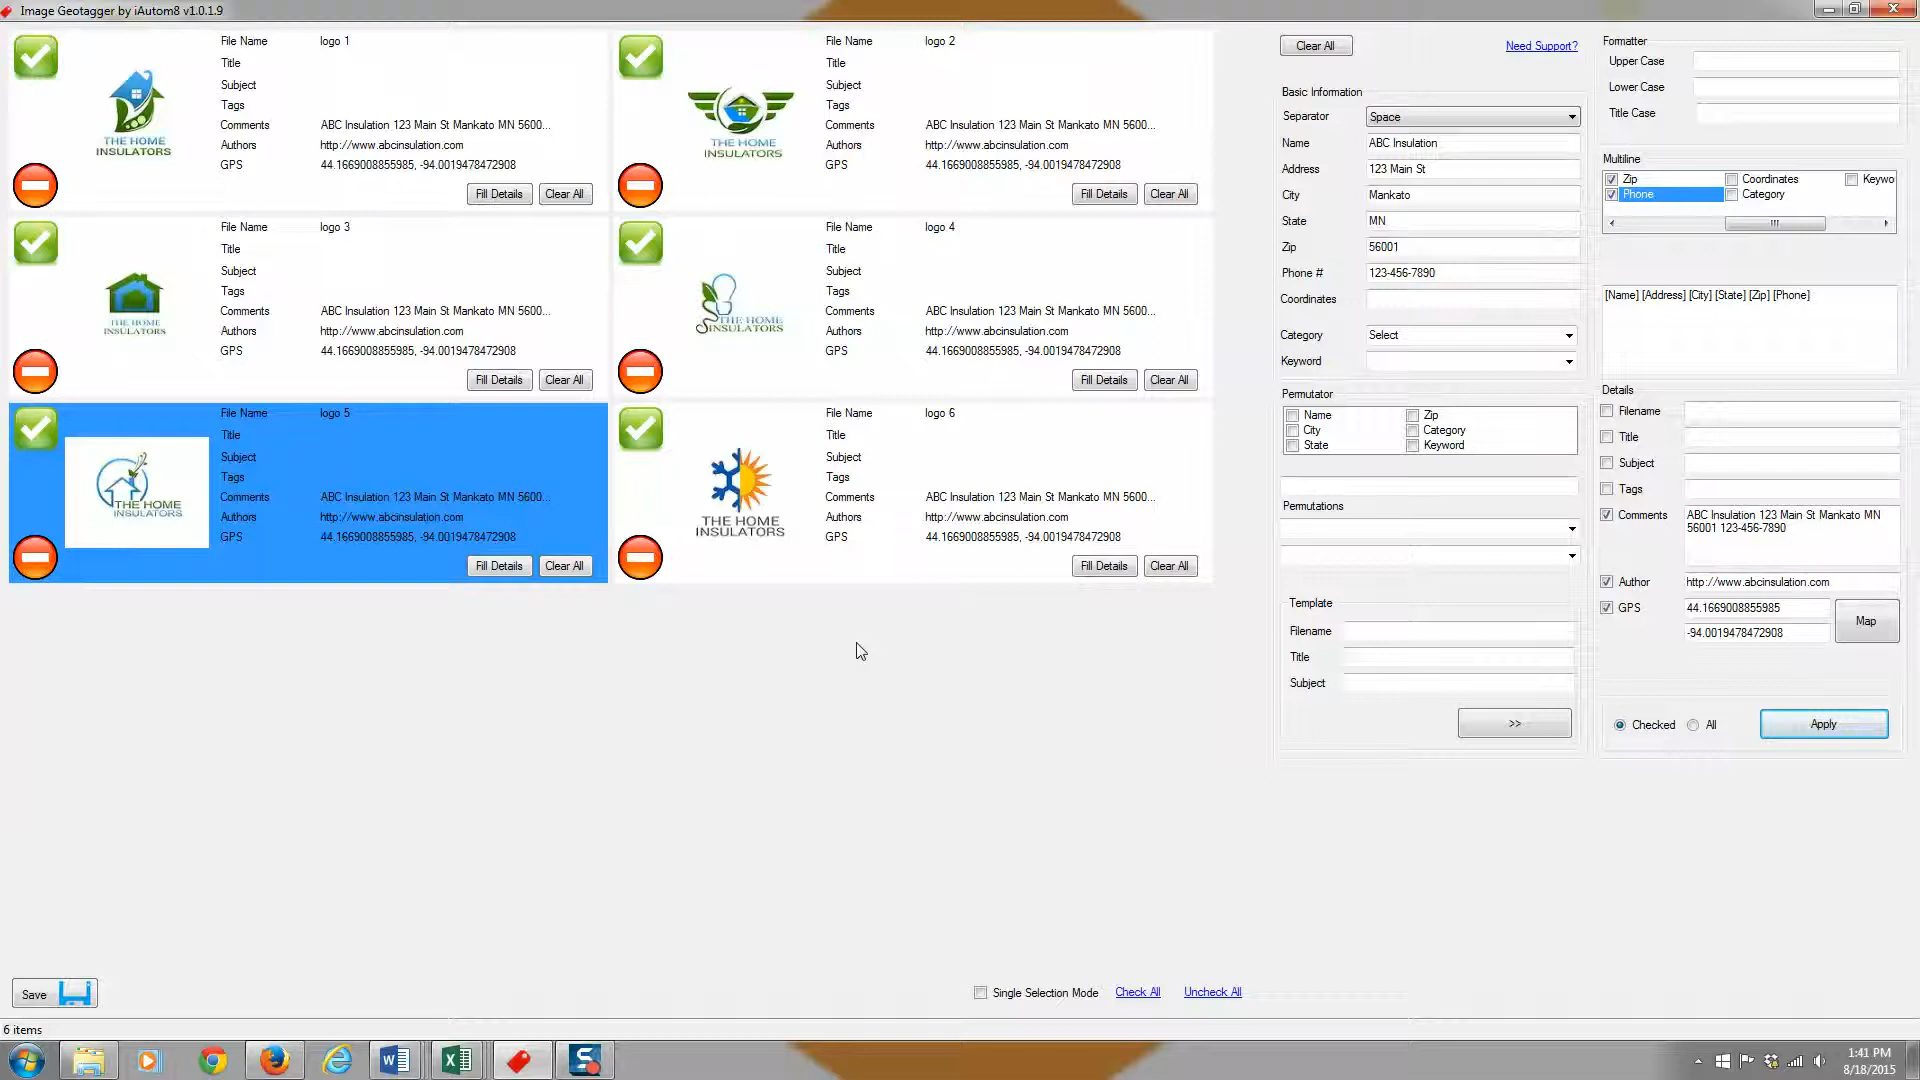 Image Geotagger by iAutom8 v1.0.1.9
File Name logo 1
Title
Subject
Tags
Comments ABC Insulation 123 Main St Mankato MN 5600...
Authors http://www.abcinsulation.com
GPS 44.1669008855985, -94.0019478472908
Fill Details Clear All
THE HOME
INSULATORS
File Name logo 2
Title
Subject
Tags
Comments ABC Insulation 123 Main St Mankato MN 5600...
Authors http://www.abcinsulation.com
GPS 44.1669008855985, -94.0019478472908
Fill Details Clear All
THE HOME
INSULATORS
File Name logo 3
Title
Subject
Tags
Comments ABC Insulation 123 Main St Mankato MN 5600...
Authors http://www.abcinsulation.com
GPS 44.1669008855985, -94.0019478472908
Fill Details Clear All
THE HOME
INSULATORS
File Name logo 4
Title
Subject
Tags
Comments ABC Insulation 123 Main St Mankato MN 5600...
Authors http://www.abcinsulation.com
GPS 44.1669008855985, -94.0019478472908
Fill Details Clear All
THE HOME
INSULATORS
File Name logo 5
Title
Subject
Tags
Comments ABC Insulation 123 Main St Mankato MN 5600...
Authors http://www.abcinsulation.com
GPS 44.1669008855985, -94.0019478472908
Fill Details Clear All
THE HOME
INSULATORS
File Name logo 6
Title
Subject
Tags
Comments ABC Insulation 123 Main St Mankato MN 5600...
Authors http://www.abcinsulation.com
GPS 44.1669008855985, -94.0019478472908
Fill Details Clear All
THE HOME
INSULATORS
Clear All Need Support?
Basic Information
Separator Space
Name ABC Insulation
Address 123 Main St
City Mankato
State MN
Zip 56001
Phone # 123-456-7890
Coordinates
Category Select
Keyword
Permutator
Name Zip
City Category
State Keyword
Permutations
Template
Filename
Title
Subject
>>
Formatter
Upper Case
Lower Case
Title Case
Multiline
Zip Coordinates Keywo
Phone Category
[Name] [Address] [City] [State] [Zip] [Phone]
Details
Filename
Title
Subject
Tags
Comments ABC Insulation 123 Main St Mankato MN
56001 123-456-7890
Author http://www.abcinsulation.com
GPS 44.1669008855985
-94.0019478472908
Map
Checked All Apply
Save
Single Selection Mode Check All Uncheck All
6 items
1:41 PM
8/18/2015